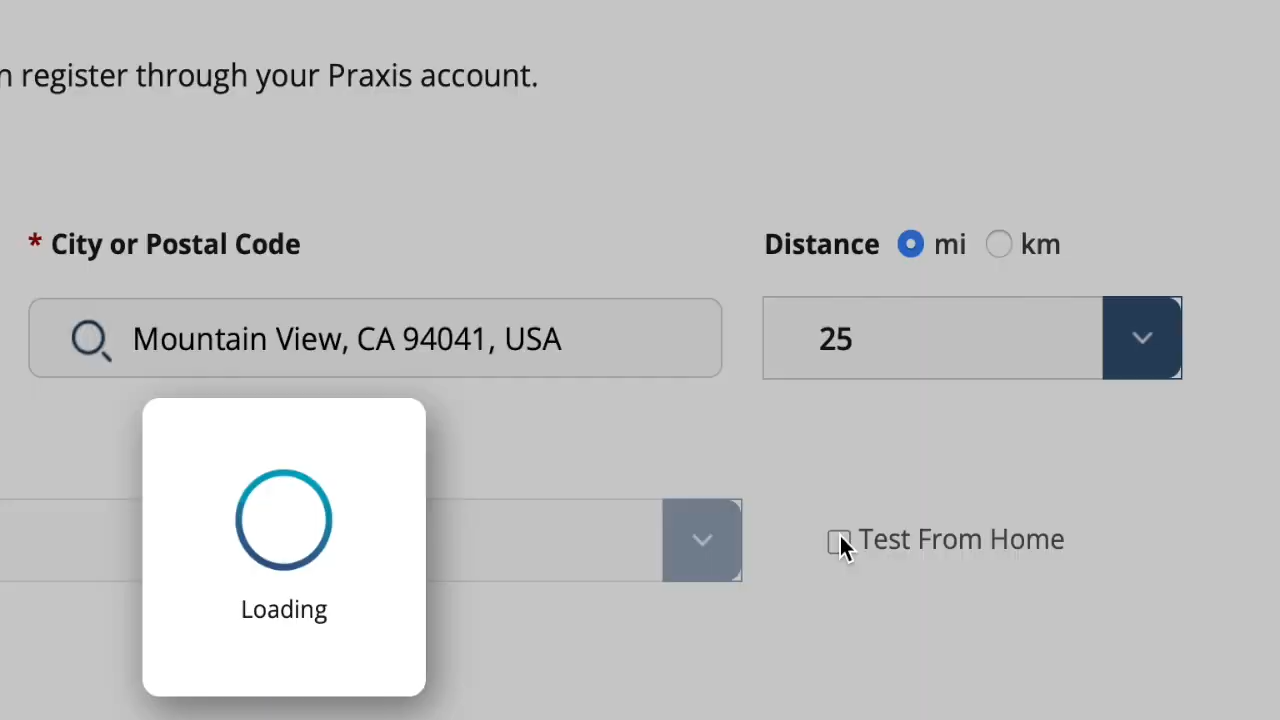 register through your Praxis account.
* City or Postal Code
Distance mi km
Mountain View, CA 94041, USA
25
Test From Home
Loading